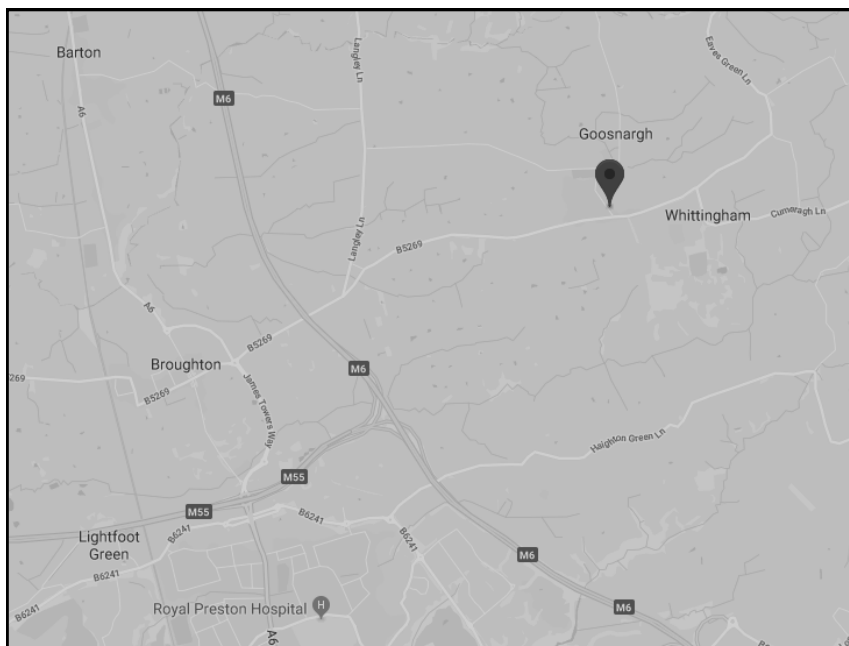 Barton
Langley Ln
Eaves Green Ln
M6
A6
Goosnargh
Whittingham
Cumeragh Ln
Langley Ln
B5269
A6
B5269
Broughton
M6
B5269
James Towers Way
Haighton Green Ln
M55
M55
B6241
B6241
B6241
Lightfoot
Green
B6241
M6
B6241
Royal Preston Hospital
H
M6
A6